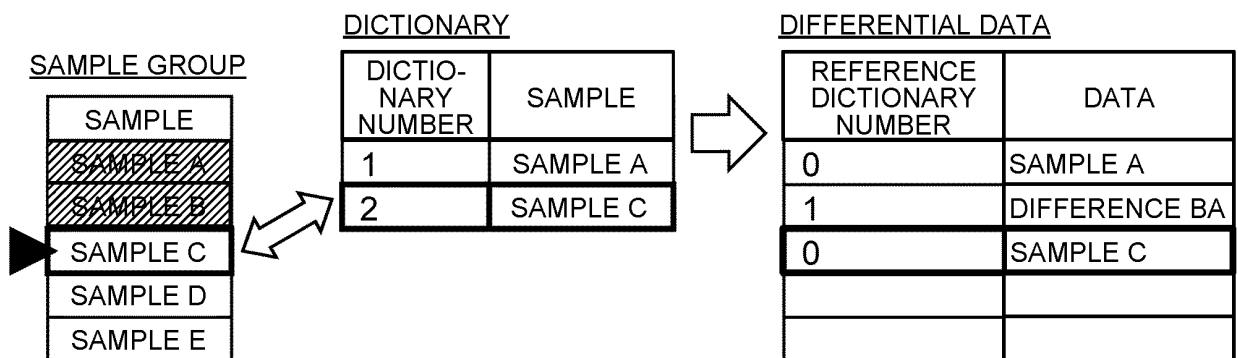 SAMPLE GROUP
SAMPLE
SAMPLE A
SAMPLE B
SAMPLE C
SAMPLE D
SAMPLE E
DICTIONARY
DICTIO-
NARY
NUMBER
SAMPLE
1
SAMPLE A
2
SAMPLE C
DIFFERENTIAL DATA
REFERENCE
DICTIONARY
NUMBER
DATA
0
SAMPLE A
1
DIFFERENCE BA
0
SAMPLE C